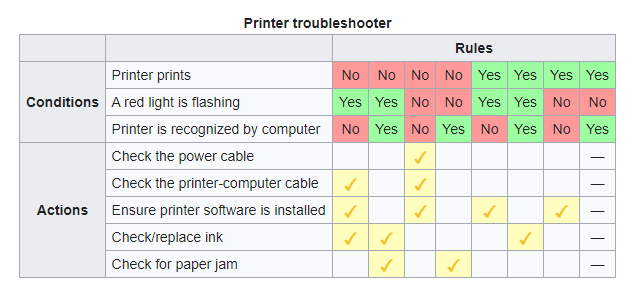 Printer troubleshooter
Rules
Conditions
Printer prints No No No No Yes Yes Yes Yes
A red light is flashing Yes Yes No No Yes Yes No No
Printer is recognized by computer No Yes No Yes No Yes No Yes
Actions
Check the power cable ✓ —
Check the printer-computer cable ✓ ✓ —
Ensure printer software is installed ✓ ✓ ✓ ✓ —
Check/replace ink ✓ ✓ ✓ —
Check for paper jam ✓ ✓ —